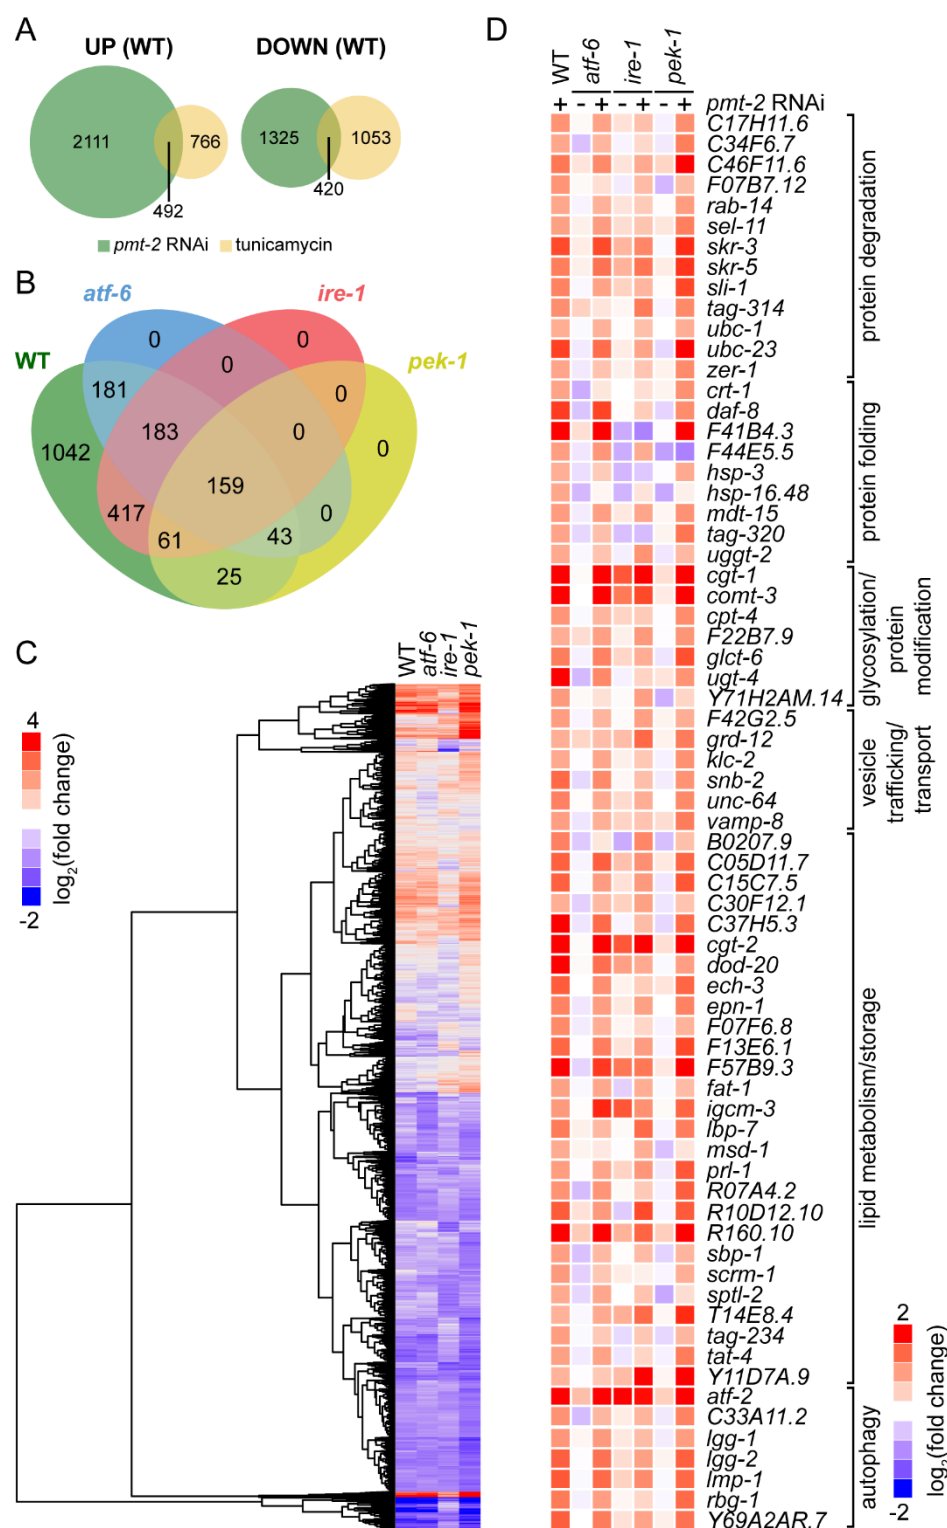 A
UP (WT)
DOWN (WT)
2111
766
492
1325
1053
420
pmt-2 RNAi
tunicamycin
B
atf-6
ire-1
WT
pek-1
0
0
181
0
0
1042
183
0
0
159
417
0
61
43
25
C
WT
atf-6
ire-1
pek-1
4
log2(fold change)
-2
D
WT
atf-6
ire-1
pek-1
+ - + - + - + pmt-2 RNAi
C17H11.6
C34F6.7
C46F11.6
F07B7.12
rab-14
sel-11
skr-3
skr-5
sli-1
tag-314
ubc-1
ubc-23
zer-1
protein degradation
crt-1
daf-8
F41B4.3
F44E5.5
hsp-3
hsp-16.48
mdt-15
tag-320
uggt-2
protein folding
cgt-1
comt-3
cpt-4
F22B7.9
glct-6
ugt-4
Y71H2AM.14
glycosylation/
protein
modification
F42G2.5
grd-12
klc-2
snb-2
unc-64
vamp-8
vesicle
trafficking/
transport
B0207.9
C05D11.7
C15C7.5
C30F12.1
C37H5.3
cgt-2
dod-20
ech-3
epn-1
F07F6.8
F13E6.1
F57B9.3
fat-1
igcm-3
lbp-7
msd-1
prl-1
R07A4.2
R10D12.10
R160.10
sbp-1
scrm-1
sptl-2
T14E8.4
tag-234
tat-4
Y11D7A.9
lipid metabolism/storage
atf-2
C33A11.2
lgg-1
lgg-2
lmp-1
rbg-1
Y69A2AR.7
autophagy
2
log2(fold change)
-2